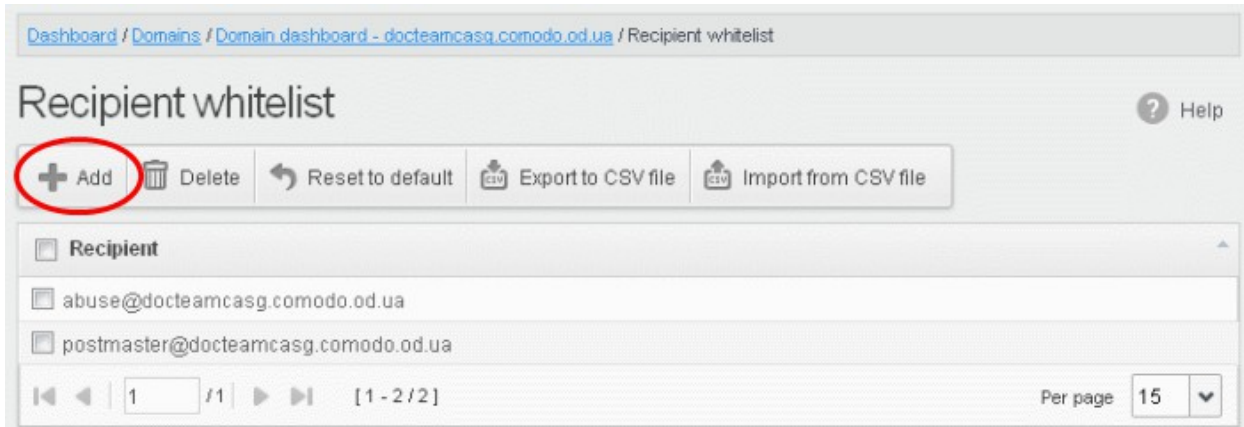 Dashboard / Domains / Domain dashboard - docteamcasg.comodo.od.ua / Recipient whitelist
Recipient whitelist
Help
Add Delete Reset to default Export to CSV file Import from CSV file
Recipient
abuse@docteamcasg.comodo.od.ua
postmaster@docteamcasg.comodo.od.ua
1 /1 [1 - 2 / 2] Per page 15